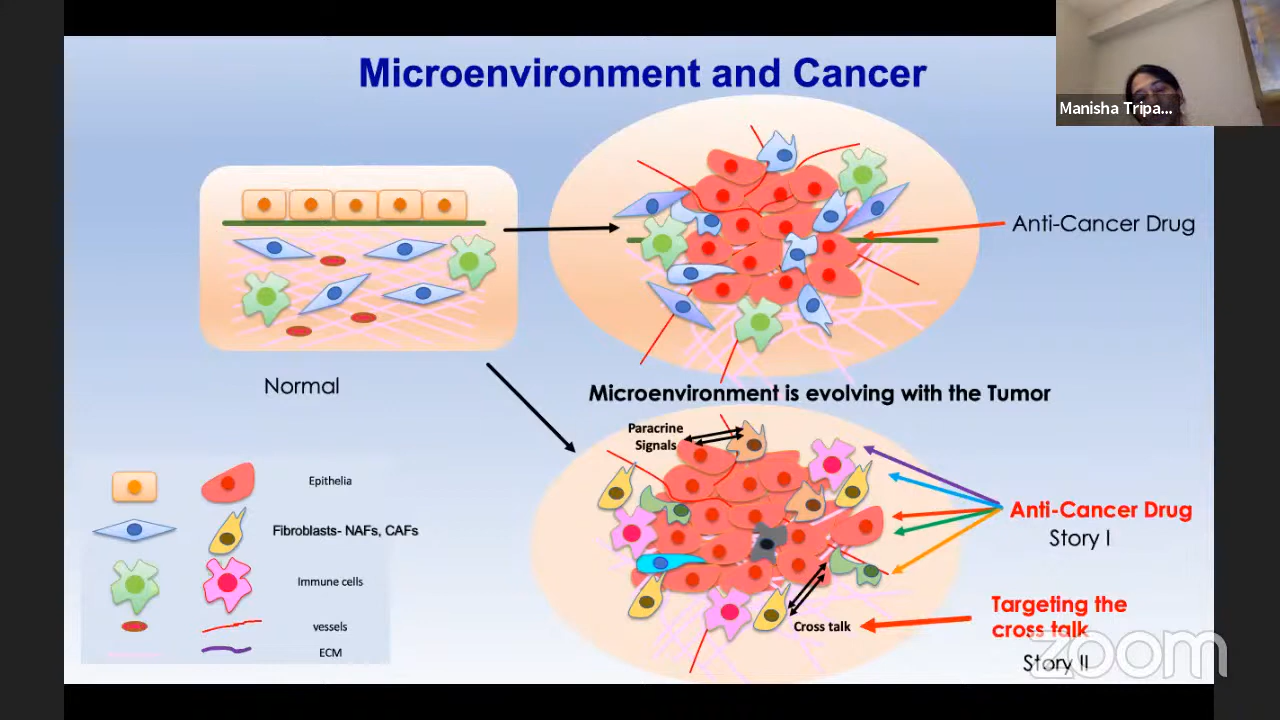 Microenvironment and Cancer
Manisha Tripa...
Anti-Cancer Drug
Normal
Microenvironment is evolving with the Tumor
Paracrine
Signals
Epithelia
Fibroblasts- NAFs, CAFs
Immune cells
vessels
ECM
Anti-Cancer Drug
Story I
Cross talk
Targeting the
cross talk
Story II
zoom